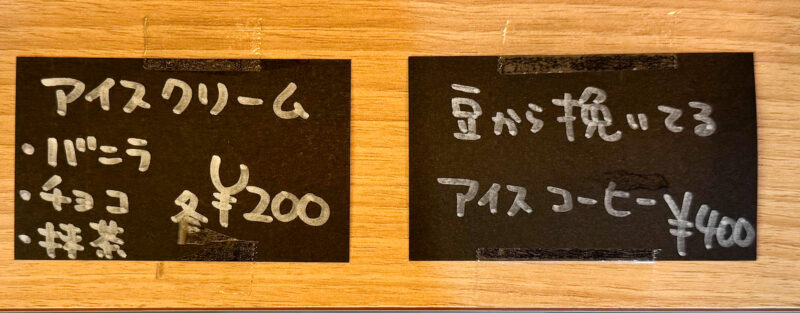 アイスクリーム
・バニラ
・チョコ
・抹茶
各¥200
豆から挽いてる
アイスコーヒー¥400